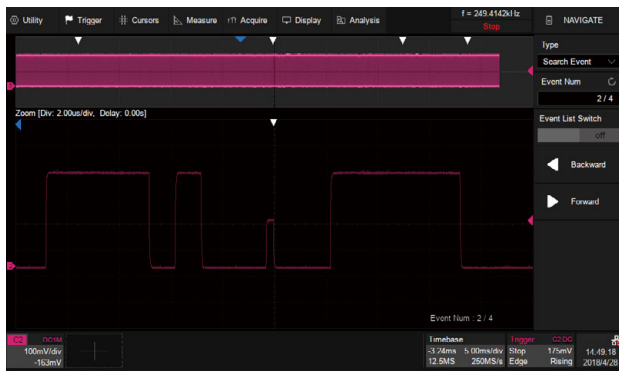 Utility Trigger Cursors Measure Acquire Display Analysis
f = 249.4142kHz
Stop
NAVIGATE
Type
Search Event
Event Num
2 / 4
Zoom [Div: 2.00us/div, Delay: 0.00s]
Event List Switch
off
Backward
Forward
Event Num : 2 / 4
C2 DC1M
100mV/div
-163mV
Timebase
-3.24ms 5.00ms/div
12.5MS 250MS/s
Trigger C2:DC
Stop 175mV
Edge Rising
14:49:18
2018/4/28